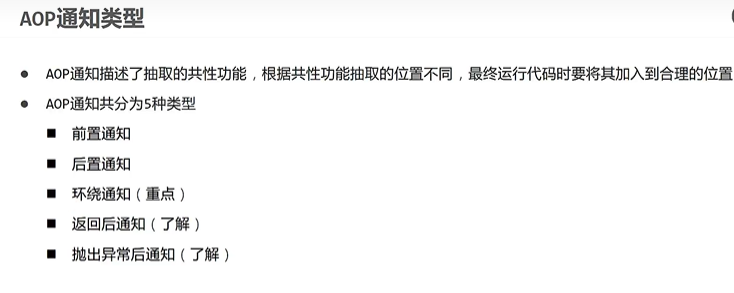 AOP通知类型
● AOP通知描述了抽取的共性功能，根据共性功能抽取的位置不同，最终运行代码时要将其加入到合理的位置
● AOP通知共分为5种类型
■ 前置通知
■ 后置通知
■ 环绕通知（重点）
■ 返回后通知（了解）
■ 抛出异常后通知（了解）